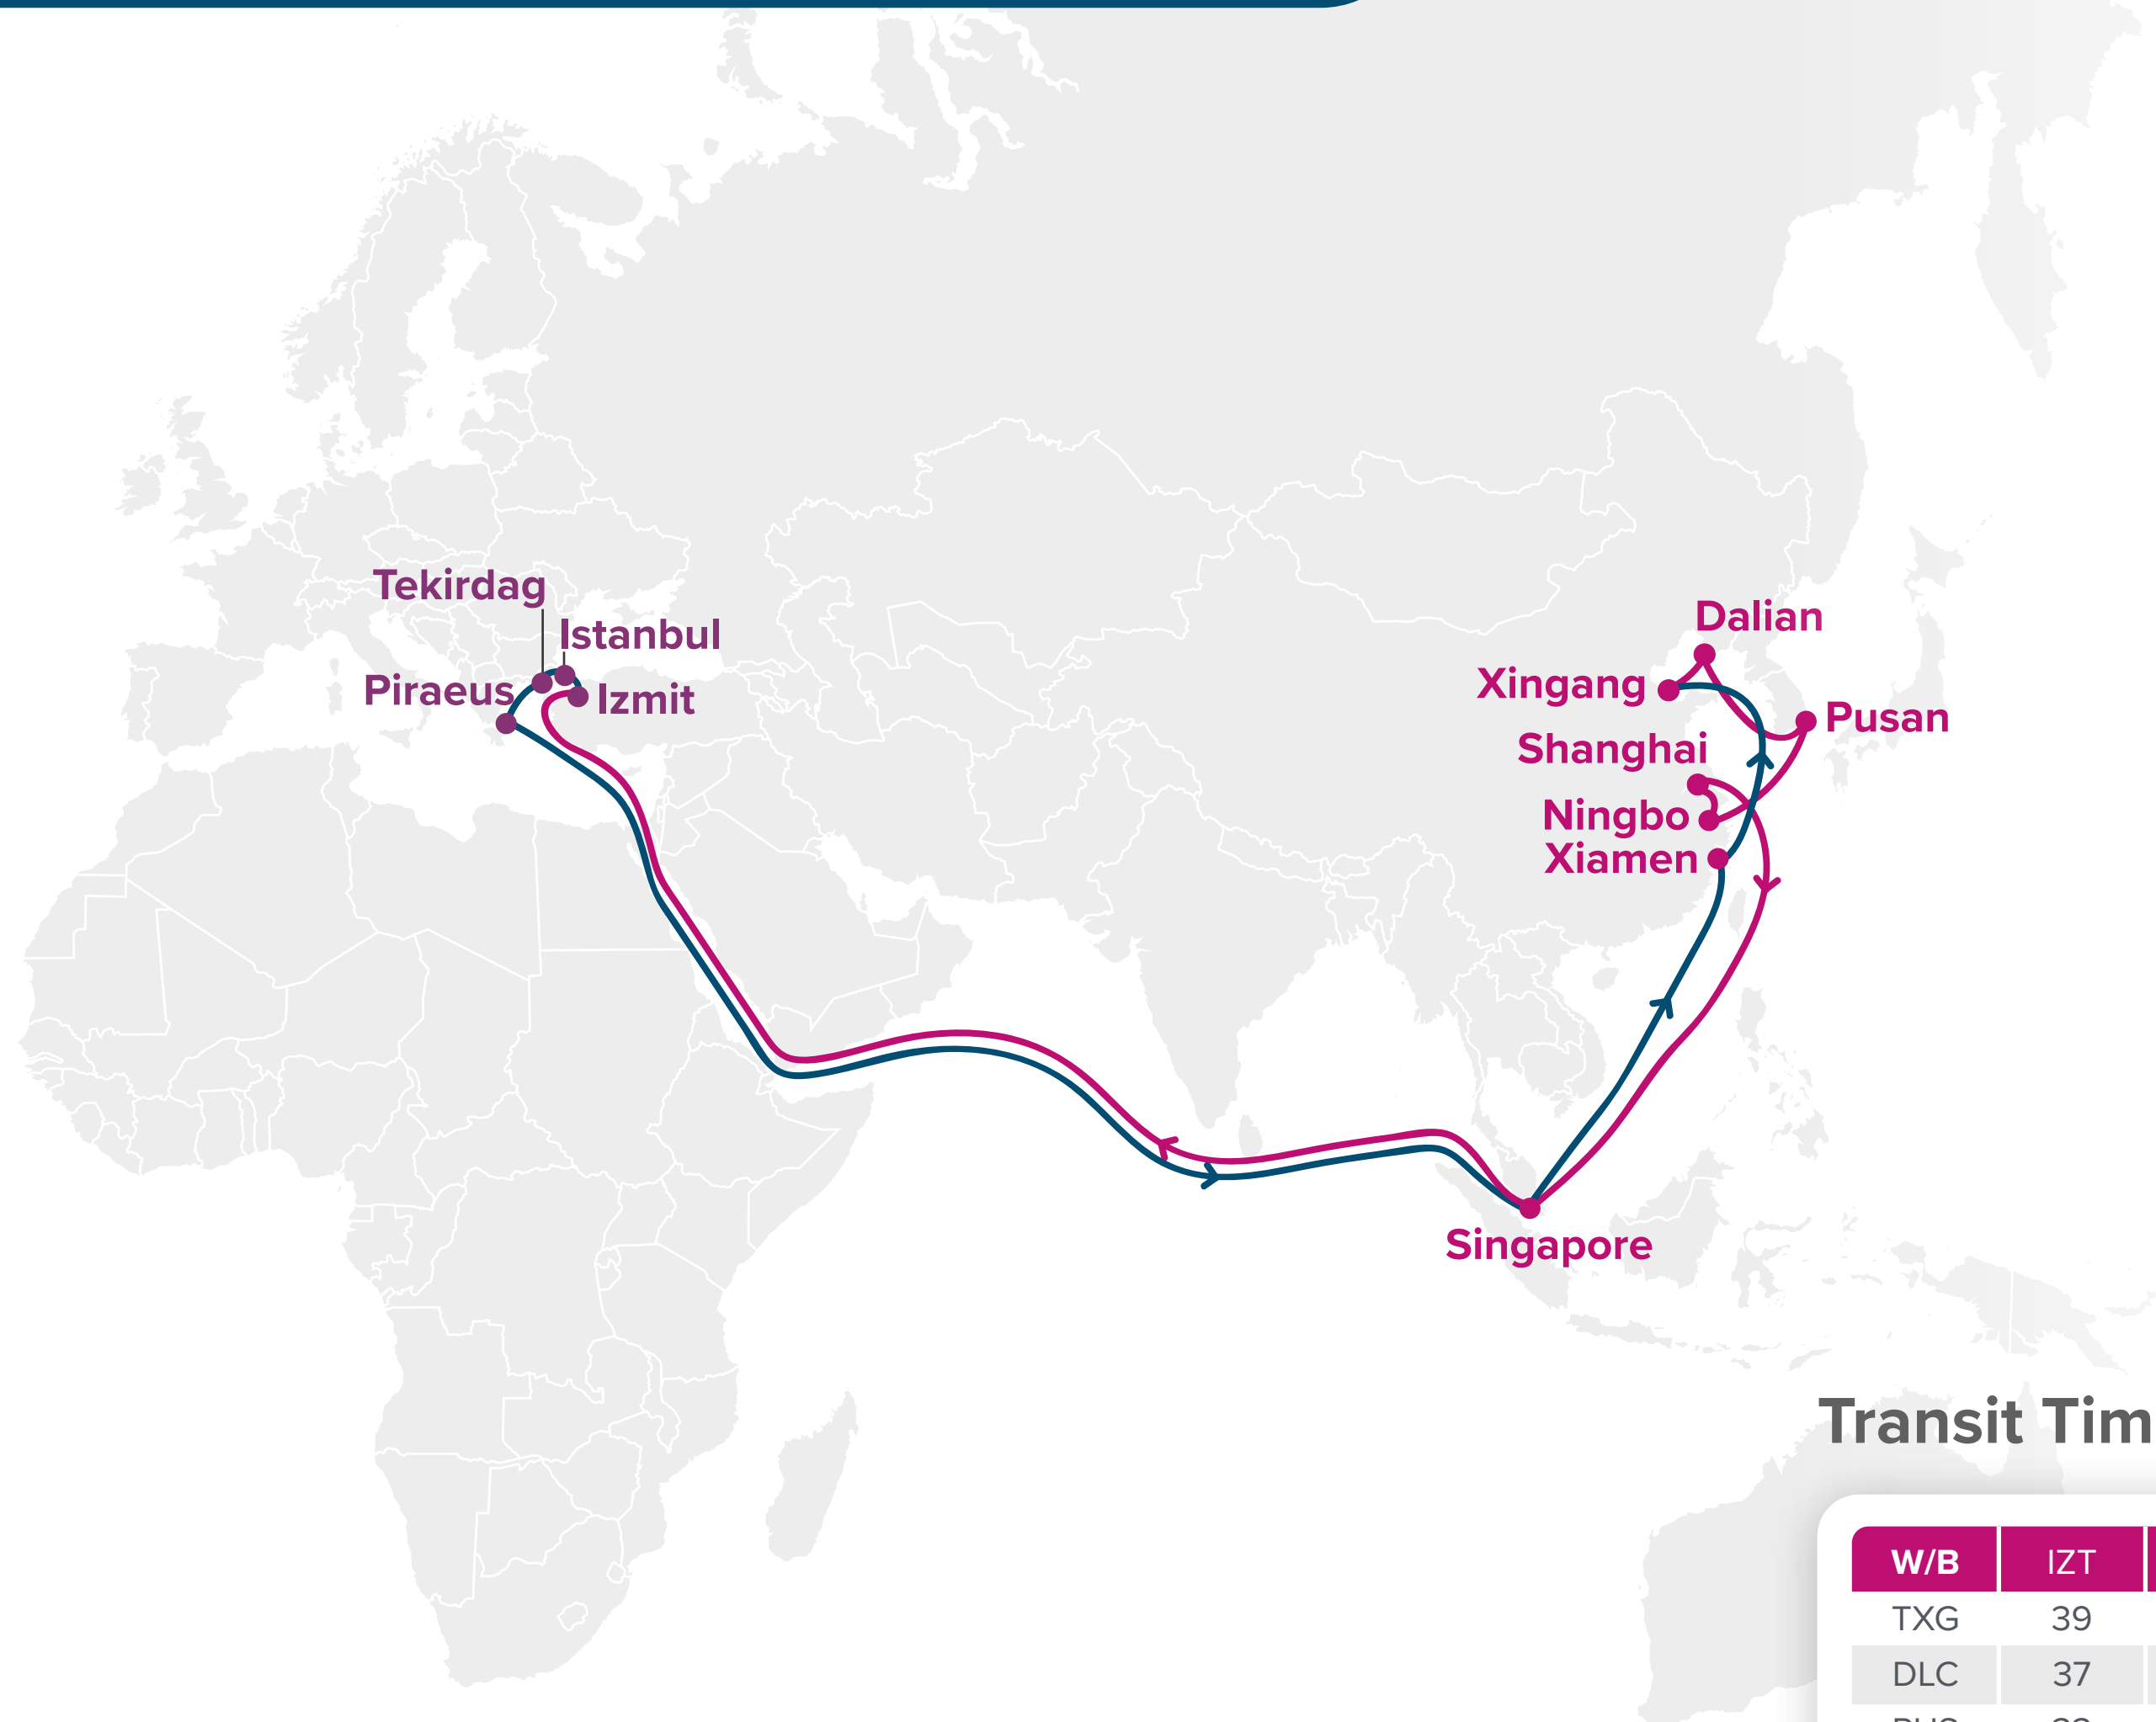 Tekirdag
Istanbul
Piraeus
Izmit
Dalian
Xingang
Pusan
Shanghai
Ningbo
Xiamen
Singapore
Transit Tim
W/B IZT
TXG 39
DLC 37